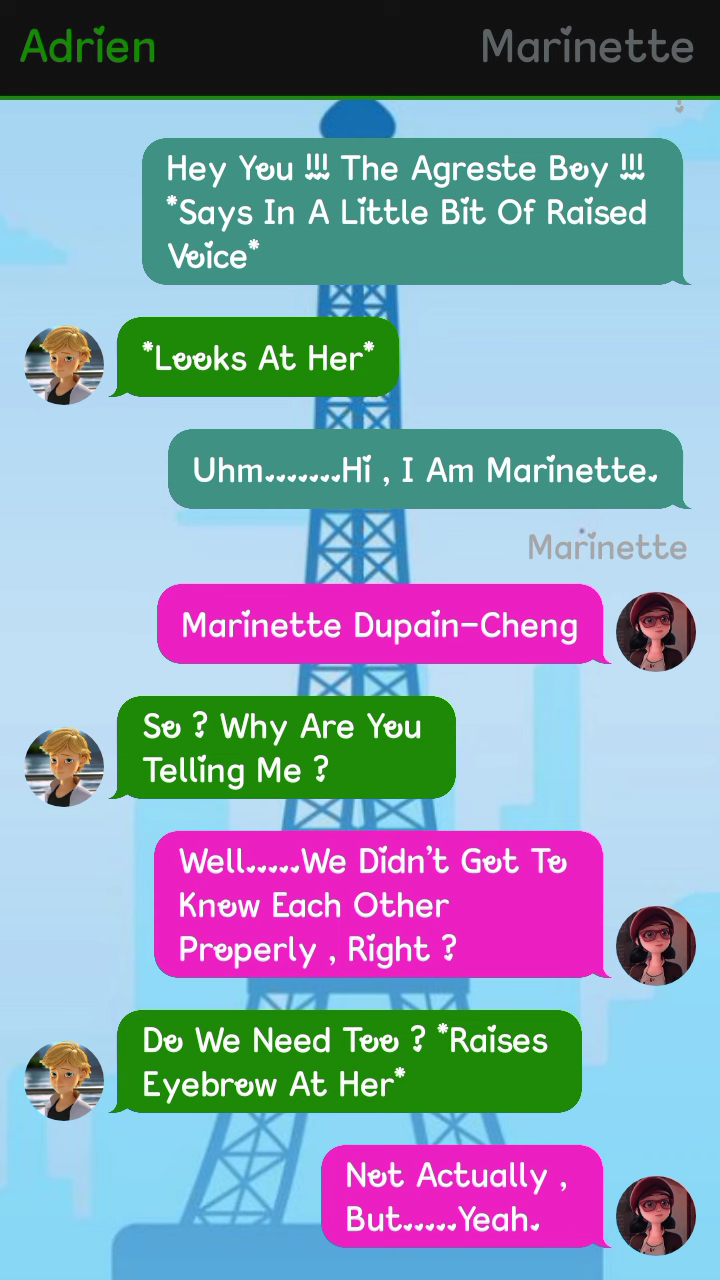 Adrien Marinette
Hey You !!! The Agreste Boy !!!
*Says In A Little Bit Of Raised
Voice*
*Looks At Her*
Uhm.......Hi , I Am Marinette.
Marinette
Marinette Dupain-Cheng
So ? Why Are You
Telling Me ?
Well.....We Didn't Got To
Know Each Other
Properly , Right ?
Do We Need Too ? *Raises
Eyebrow At Her*
Not Actually ,
But.....Yeah.